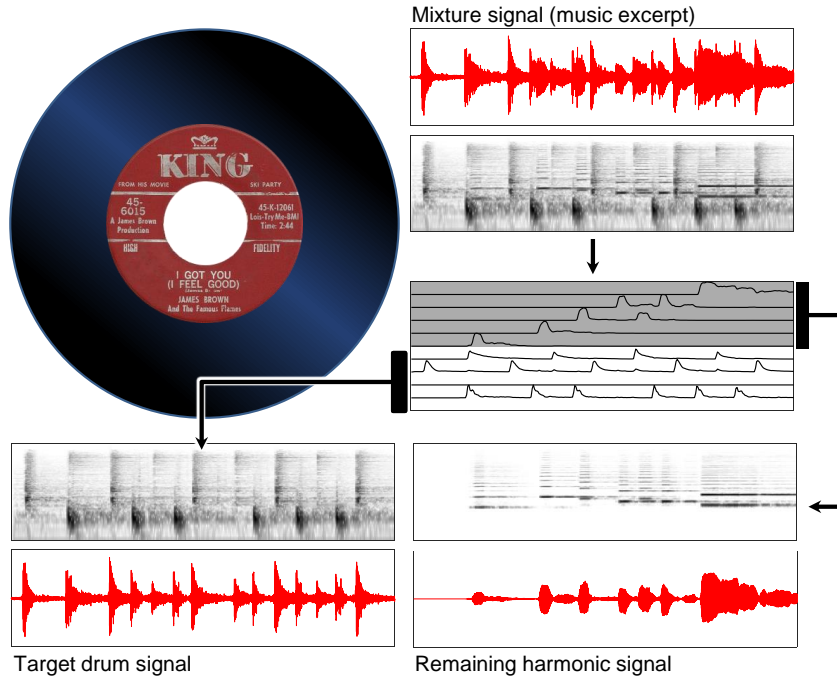 Mixture signal (music excerpt)
KING
FROM HIS MOVIE
SKI PARTY
45-
6015
A James Brown
Production
45-K-12061
Lois-Try Me-BMI
Time: 2:44
HIGH
FIDELITY
I GOT YOU
(I FEEL GOOD)
JAMES BROWN
And The Famous Flames
Target drum signal
Remaining harmonic signal